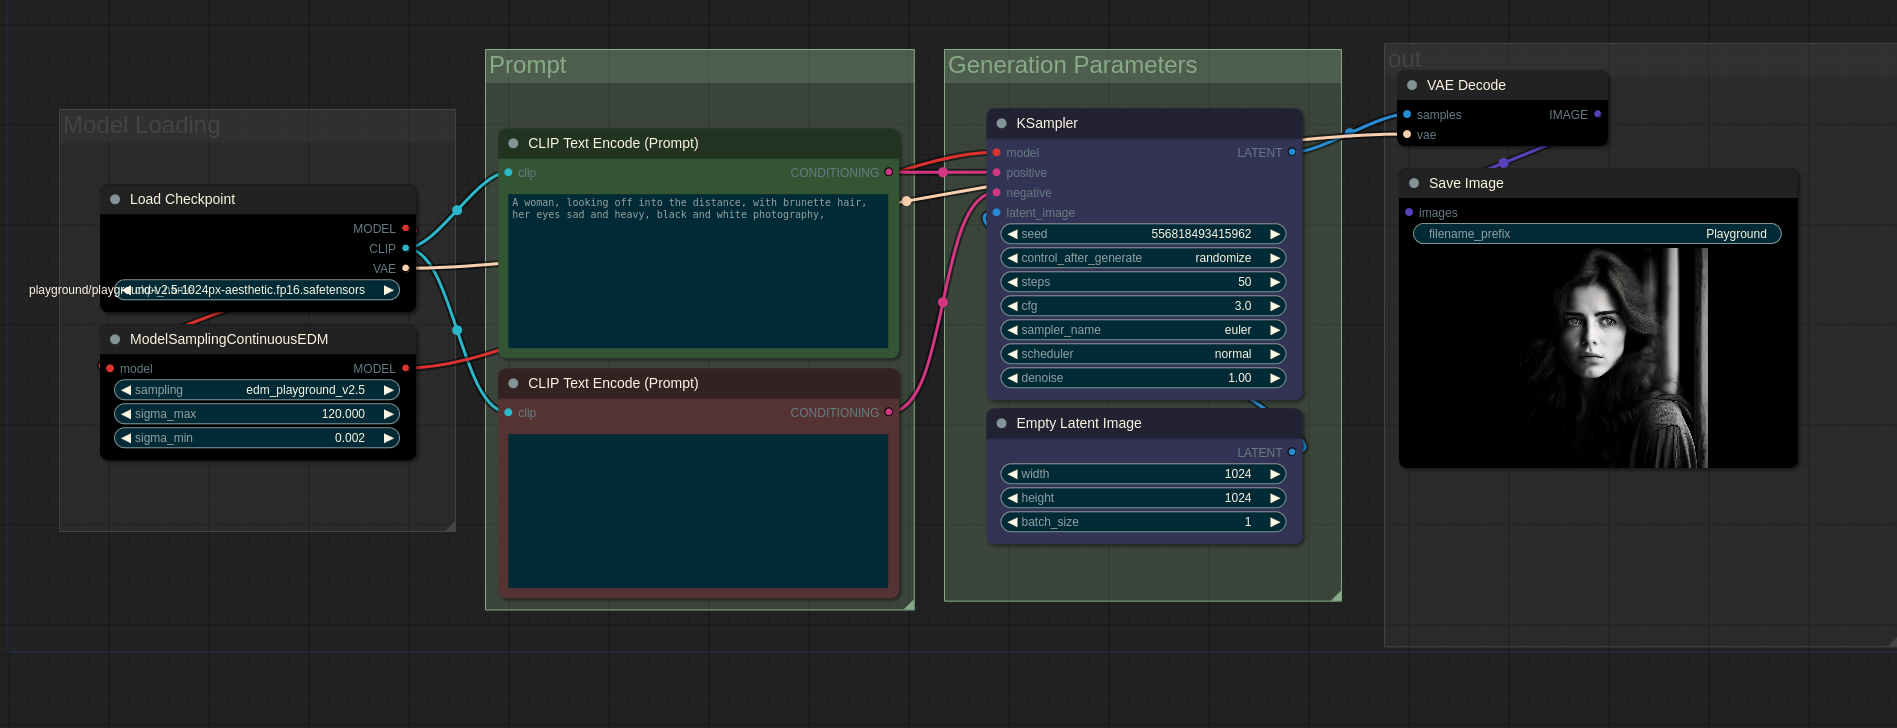 Model Loading
Load Checkpoint
MODEL
CLIP
VAE
playground/playground-v2.5-1024px-aesthetic.fp16.safetensors
ModelSamplingContinuousEDM
model MODEL
sampling edm_playground_v2.5
sigma_max 120.000
sigma_min 0.002
Prompt
CLIP Text Encode (Prompt)
clip CONDITIONING
A woman, looking off into the distance, with brunette hair,
her eyes sad and heavy, black and white photography,
CLIP Text Encode (Prompt)
clip CONDITIONING
Generation Parameters
KSampler
model LATENT
positive
negative
latent_image
seed 556818493415962
control_after_generate randomize
steps 50
cfg 3.0
sampler_name euler
scheduler normal
denoise 1.00
Empty Latent Image
LATENT
width 1024
height 1024
batch_size 1
out
VAE Decode
samples IMAGE
vae
Save Image
images
filename_prefix Playground